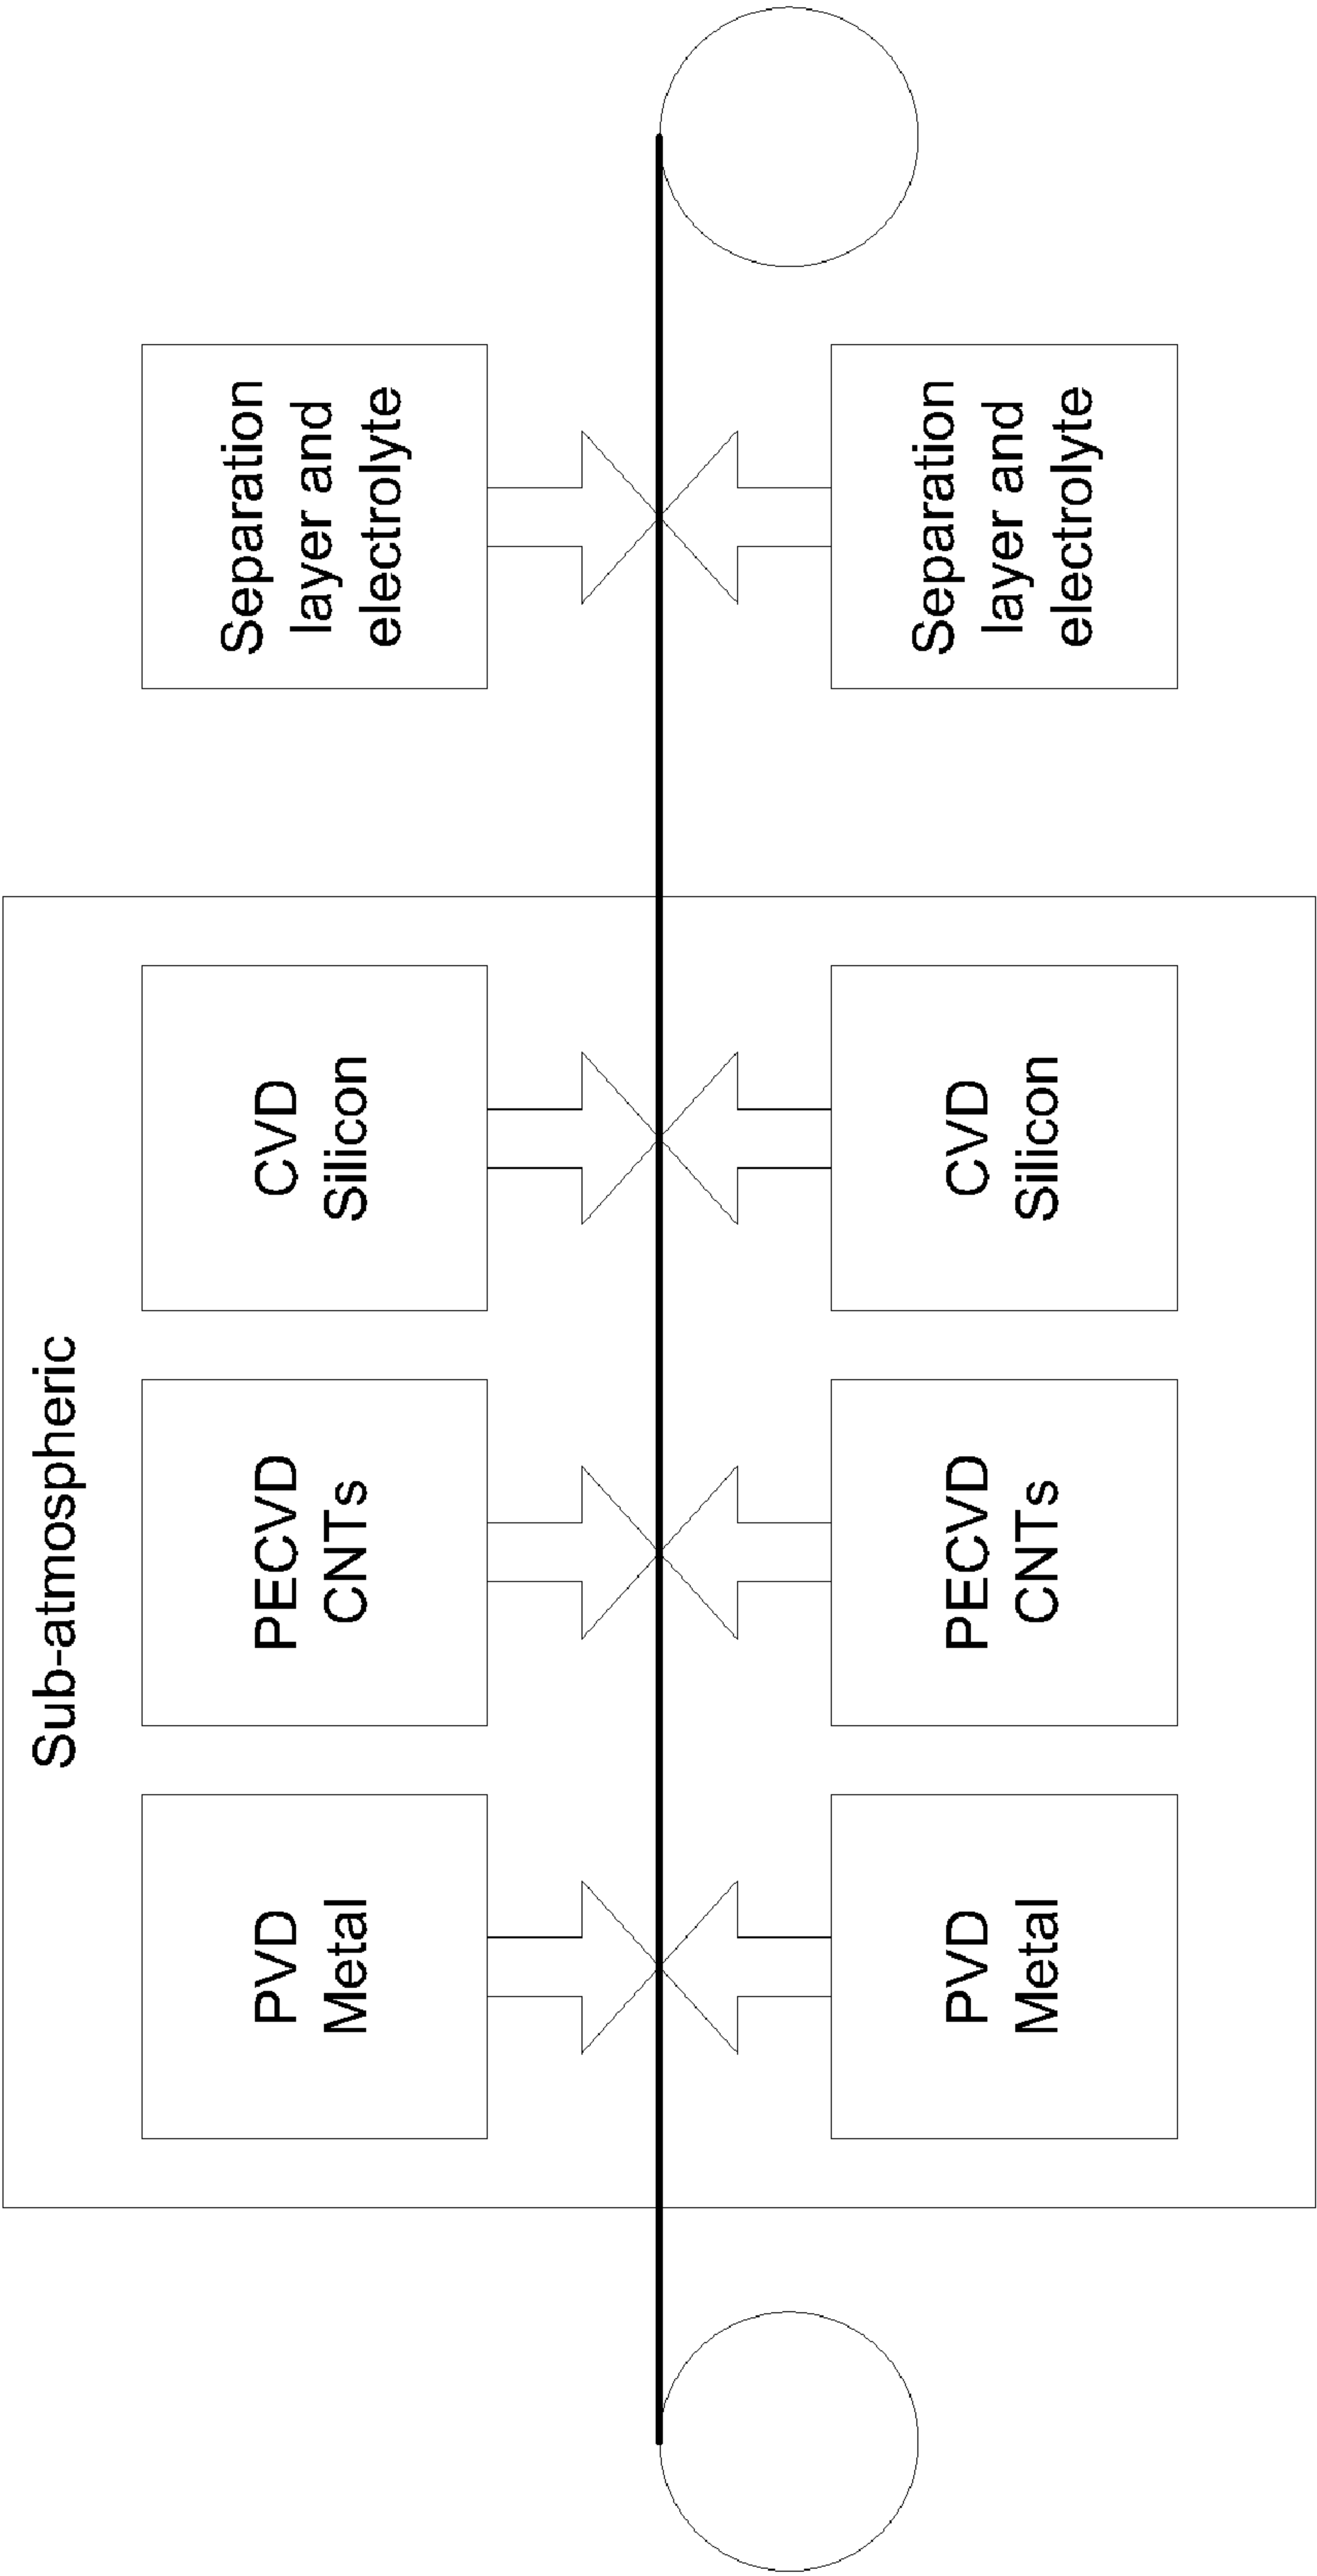 Sub-atmospheric
PVD
Metal
PECVD
CNTs
CVD
Silicon
Separation
layer and
electrolyte
PVD
Metal
PECVD
CNTs
CVD
Silicon
Separation
layer and
electrolyte